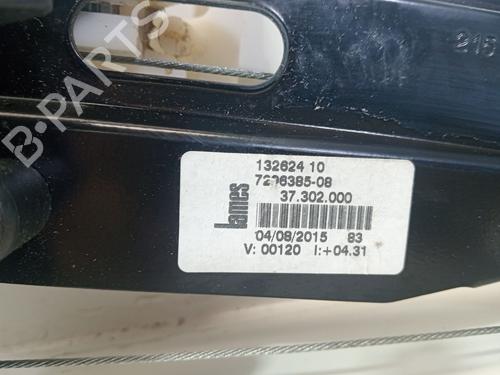 215
132624 10
7296385-08
37.302.000
Lames
04/08/2015 83
V: 00120 I:+04.31
B-PARTS